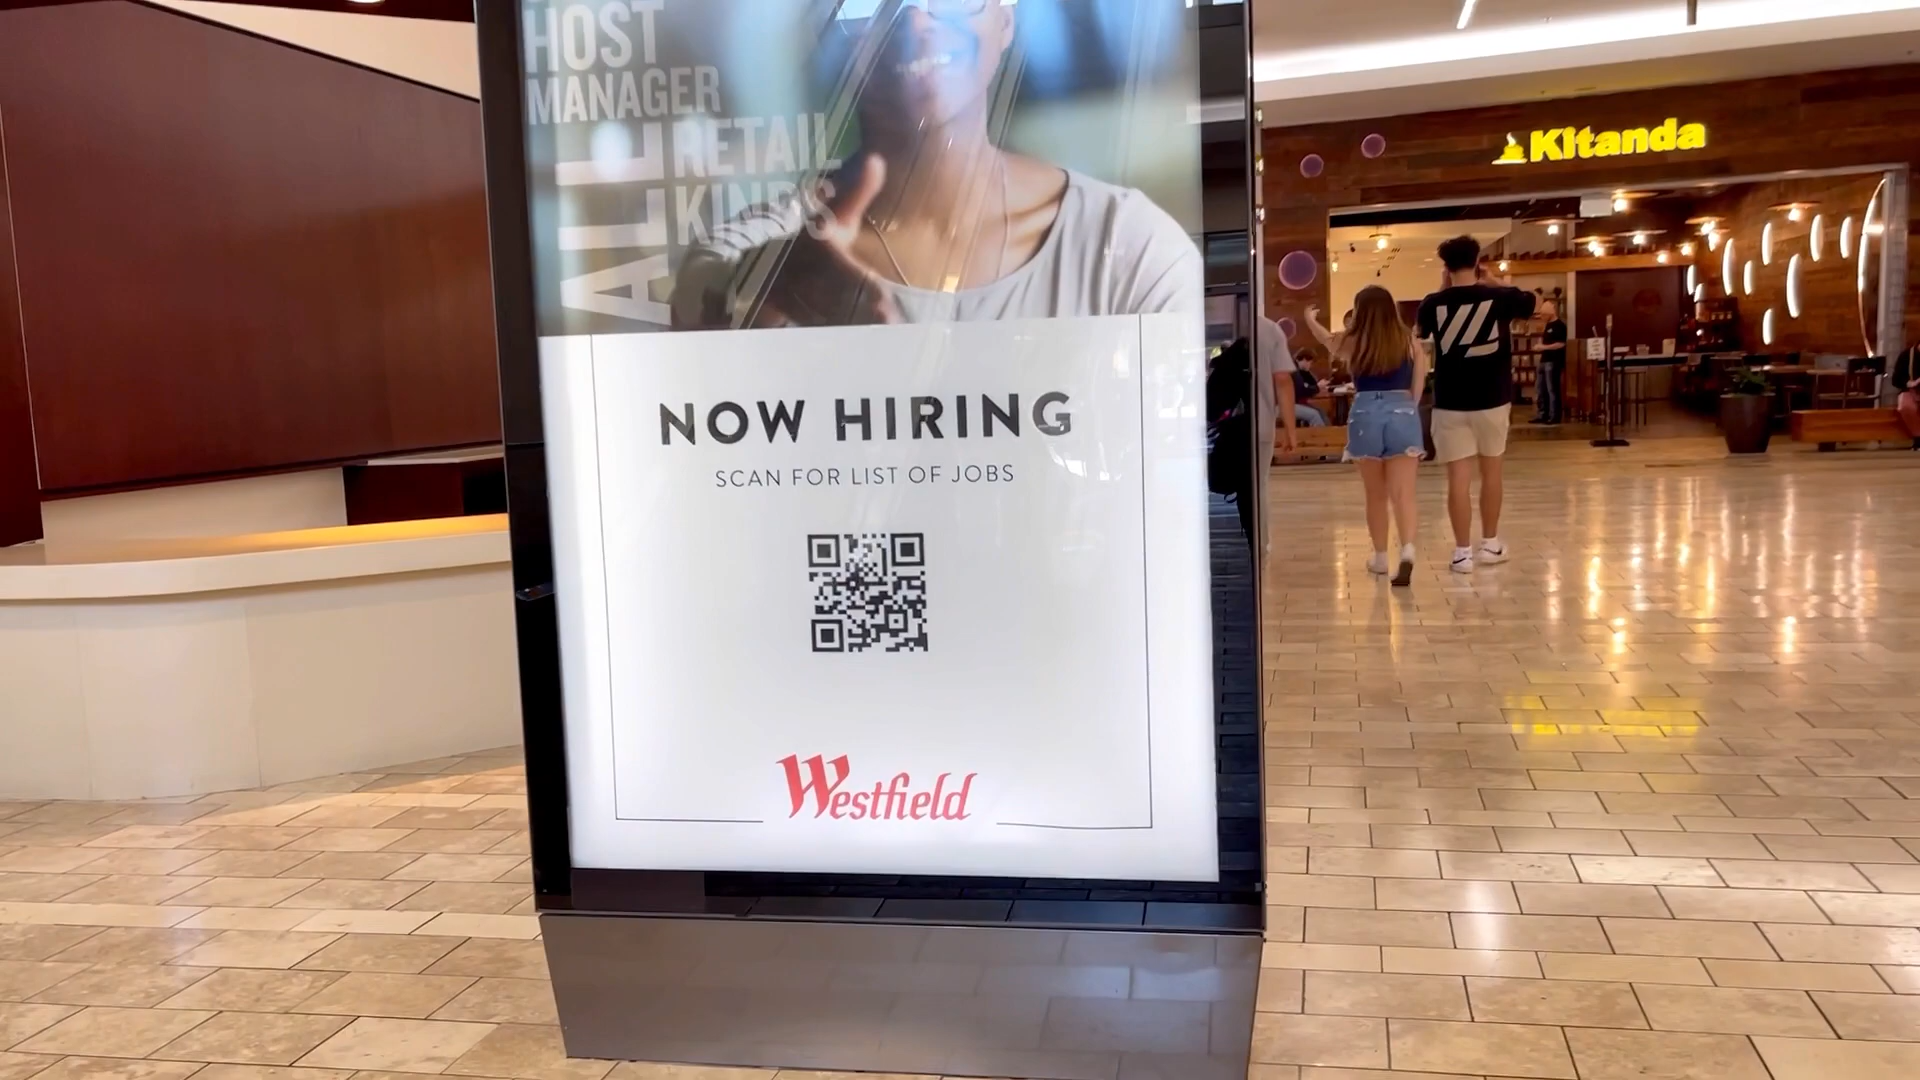 HOST
MANAGER
ALL
RETAIL
KINDS
NOW HIRING
SCAN FOR LIST OF JOBS
Westfield
Kitanda